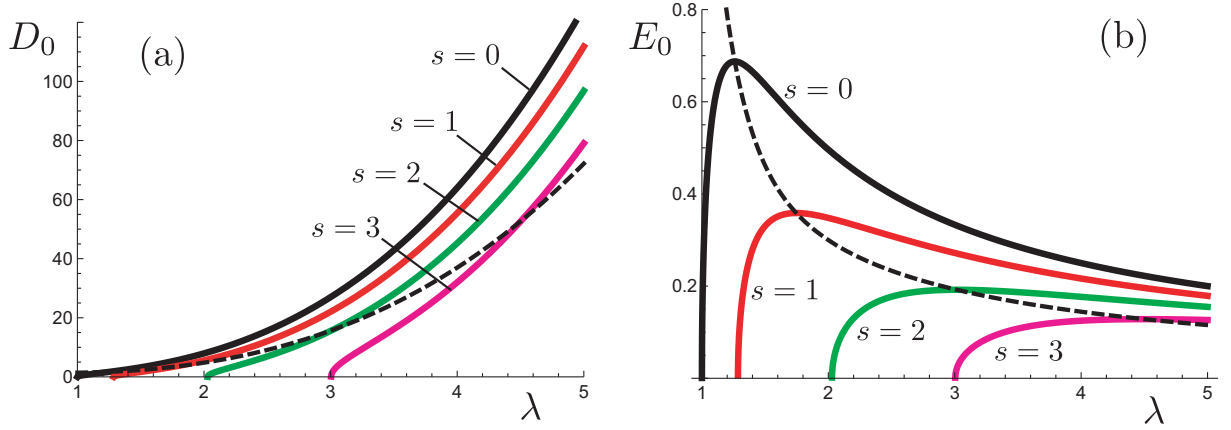 D₀
(a)
s = 0
s = 1
s = 2
s = 3
100
80
60
40
20
0
1
2
3
4
5
λ
E₀
(b)
0.8
0.6
0.4
0.2
s = 0
s = 1
s = 2
s = 3
1
2
3
4
5
λ